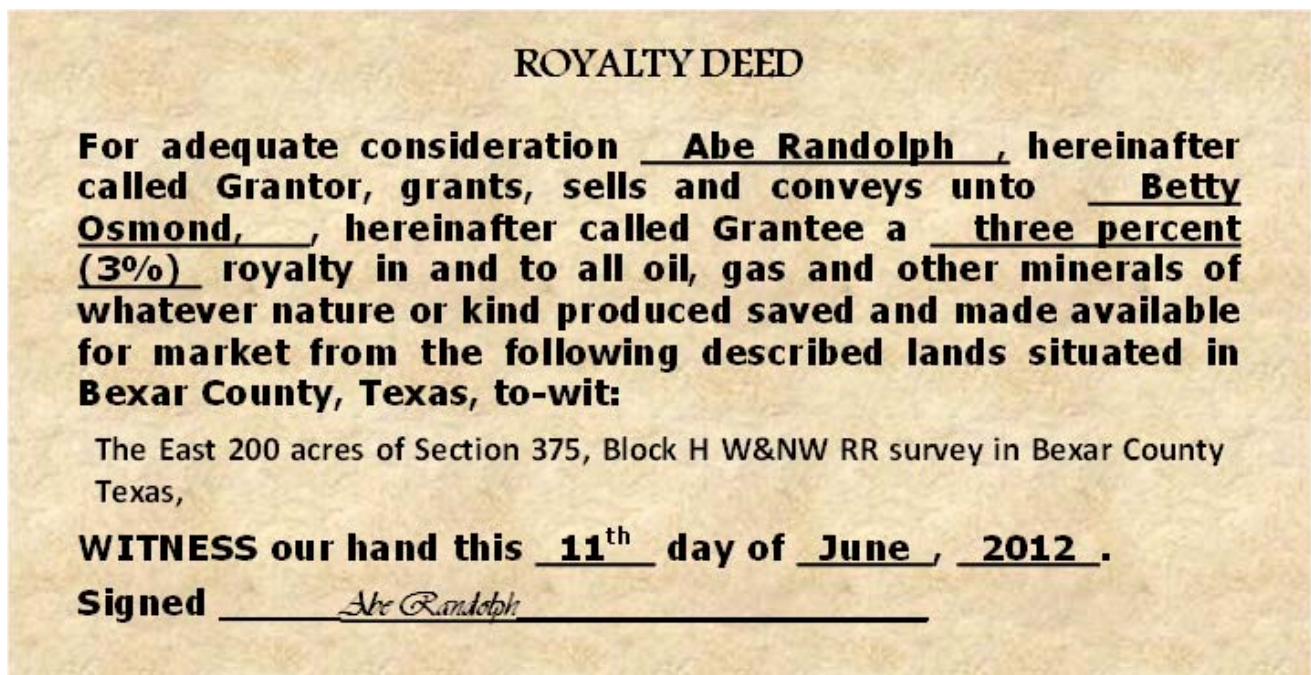 ROYALTY DEED
For adequate consideration Abe Randolph , hereinafter
called Grantor, grants, sells and conveys unto Betty
Osmond, , hereinafter called Grantee a three percent
(3%) royalty in and to all oil, gas and other minerals of
whatever nature or kind produced saved and made available
for market from the following described lands situated in
Bexar County, Texas, to-wit:
The East 200 acres of Section 375, Block H W&NW RR survey in Bexar County
Texas,
WITNESS our hand this 11th day of June , 2012 .
Signed Abe Randolph